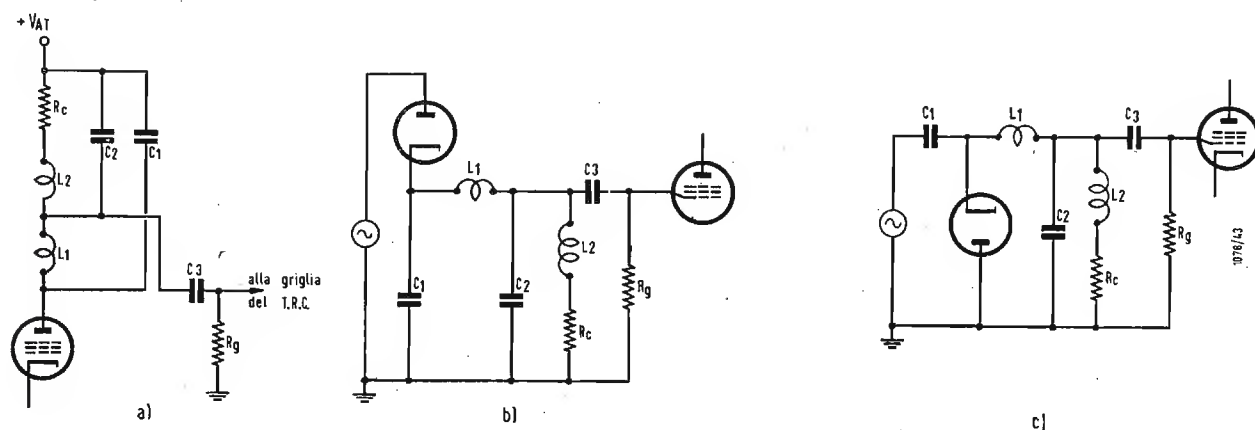 + VAT
Rc
C2
C1
L2
L1
C3
alla griglia
del T.R.C.
Rg
a)
L1
C3
L2
C1
C2
Rg
Rc
b)
C1
L1
C3
L2
C2
Rg
Rc
1078/43
c)